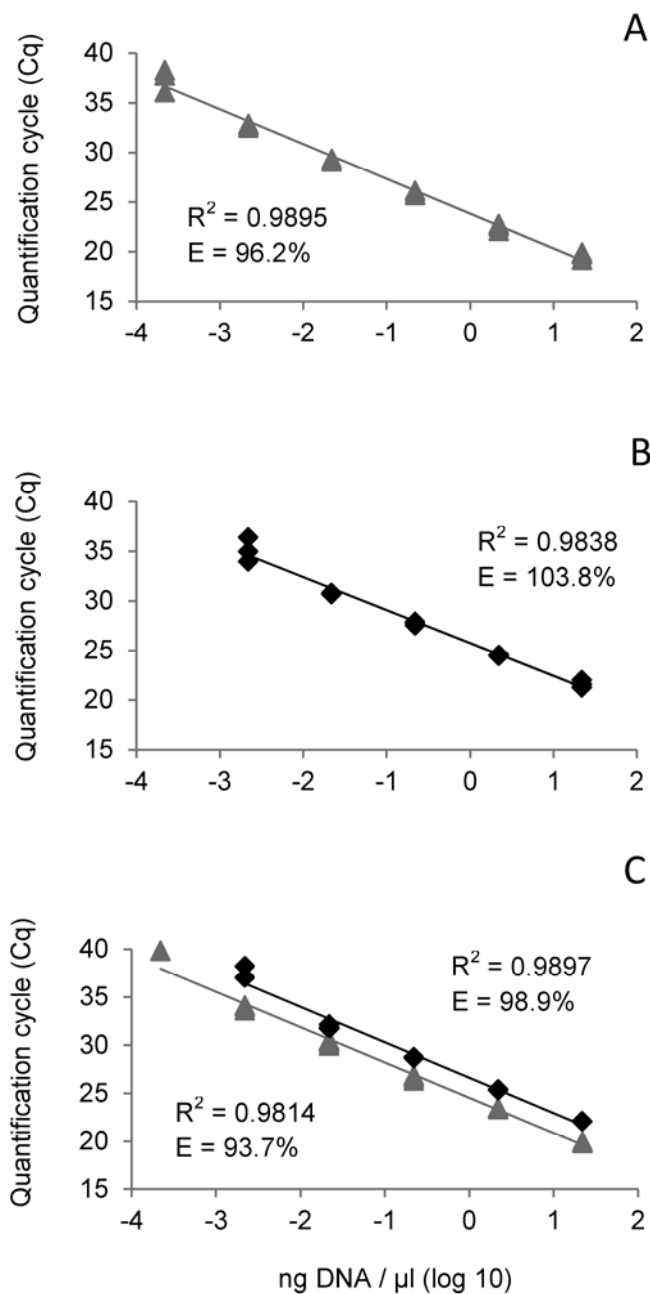 A
Quantification cycle (Cq)
40
35
30
25
20
15
R² = 0.9895
E = 96.2%
-4 -3 -2 -1 0 1 2
B
Quantification cycle (Cq)
40
35
30
25
20
15
R² = 0.9838
E = 103.8%
-4 -3 -2 -1 0 1 2
C
Quantification cycle (Cq)
40
35
30
25
20
15
R² = 0.9897
E = 98.9%
R² = 0.9814
E = 93.7%
-4 -3 -2 -1 0 1 2
ng DNA / µl (log 10)